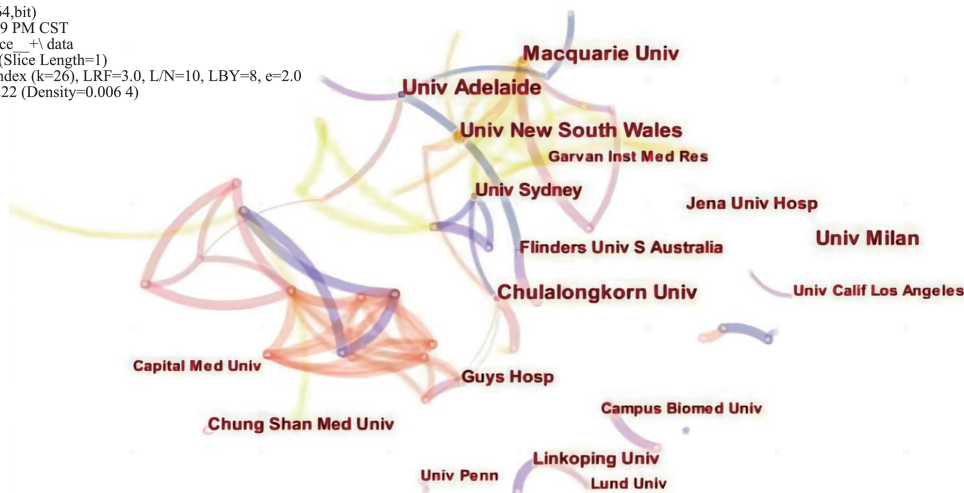 64,bit)
9 PM CST
ce__+\ data
(Slice Length=1)
ndex (k=26), LRF=3.0, L/N=10, LBY=8, e=2.0
.22 (Density=0.006 4)
Macquarie Univ
Univ Adelaide
Univ New South Wales
Garvan Inst Med Res
Univ Sydney
Jena Univ Hosp
Univ Milan
Flinders Univ S Australia
Chulalongkorn Univ
Univ Calif Los Angeles
Capital Med Univ
Guys Hosp
Campus Biomed Univ
Chung Shan Med Univ
Linkoping Univ
Univ Penn
Lund Univ